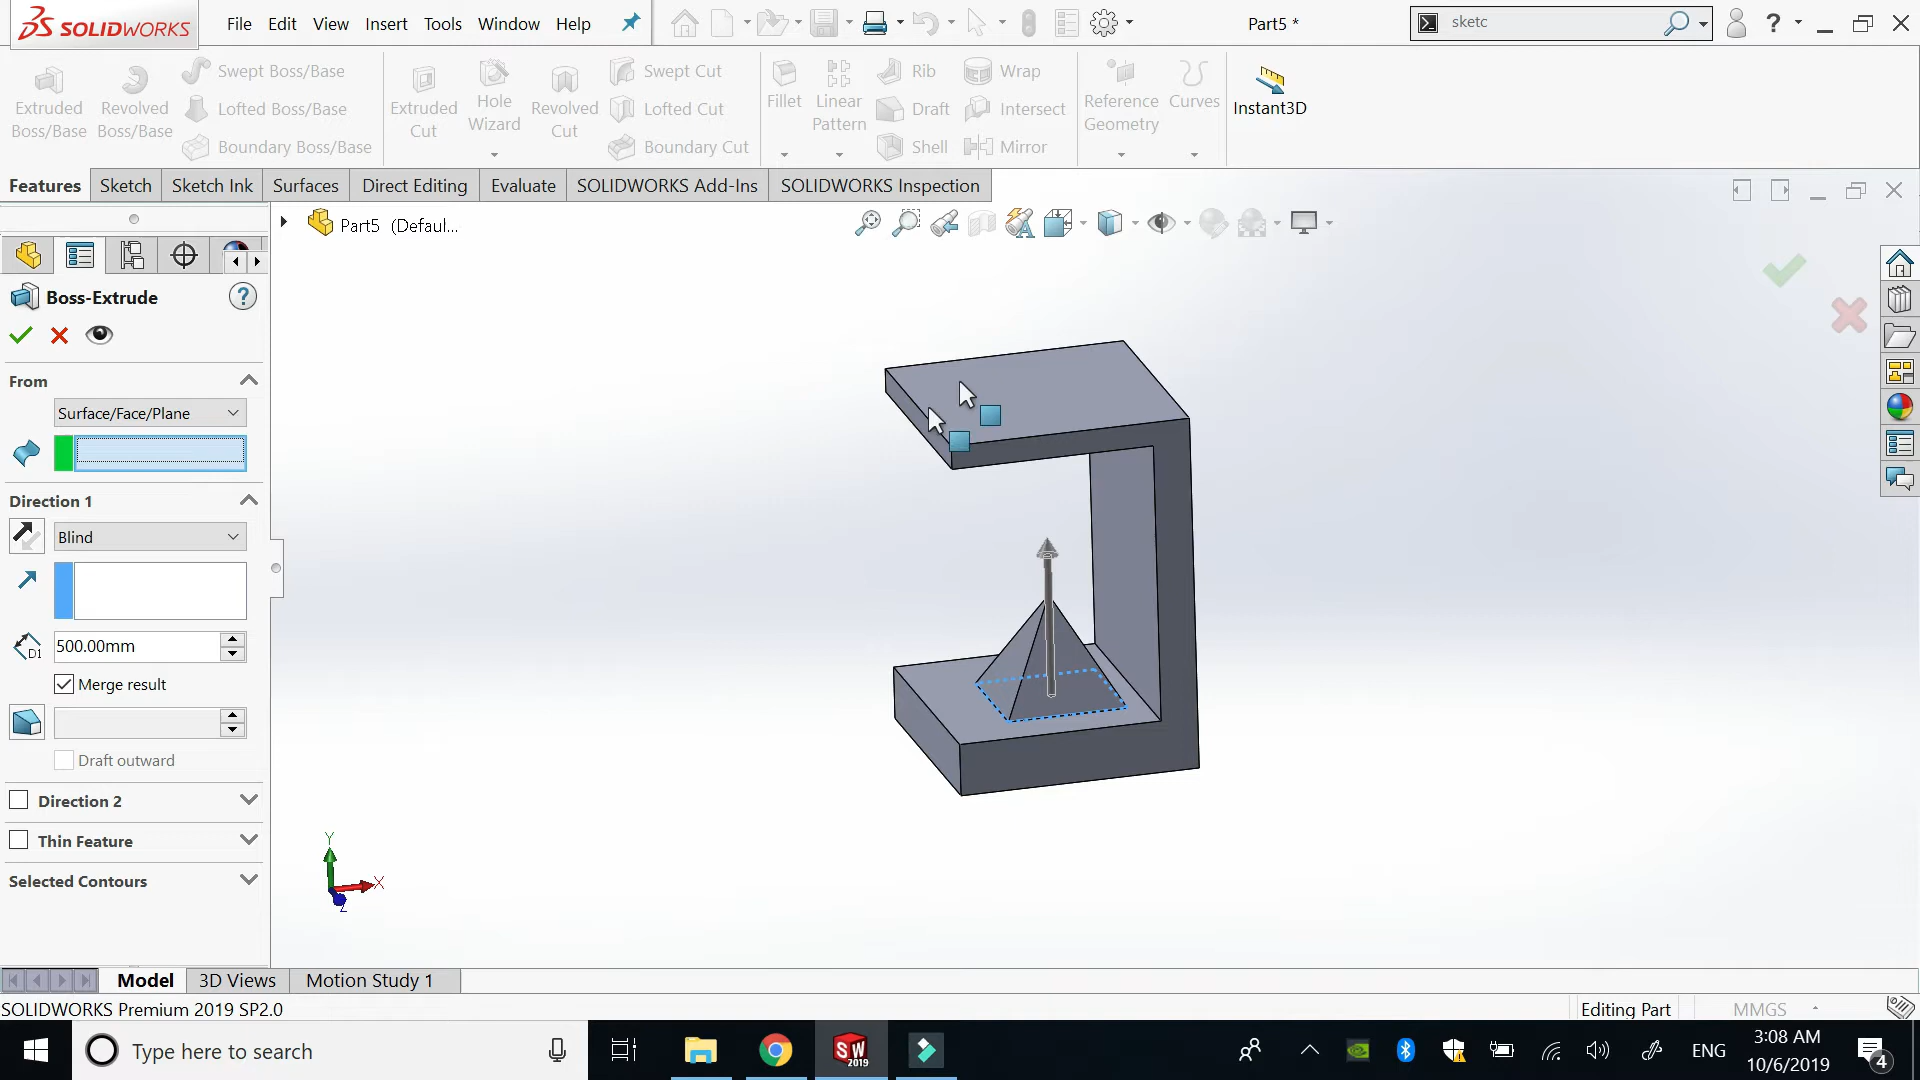 SOLIDWORKS File Edit View Insert Tools Window Help Part5 * sketc ?
Extruded Boss/Base
Revolved Boss/Base
Swept Boss/Base
Lofted Boss/Base
Boundary Boss/Base
Extruded Cut
Hole Wizard
Revolved Cut
Swept Cut
Lofted Cut
Boundary Cut
Fillet
Linear Pattern
Rib
Draft
Shell
Wrap
Intersect
Mirror
Reference Geometry
Curves
Instant3D
Features Sketch Sketch Ink Surfaces Direct Editing Evaluate SOLIDWORKS Add-Ins SOLIDWORKS Inspection
Part5 (Defaul...
Boss-Extrude ?
From
Surface/Face/Plane
Direction 1
Blind
D1 500.00mm
Merge result
Draft outward
Direction 2
Thin Feature
Selected Contours
Y
X
Z
Model 3D Views Motion Study 1
SOLIDWORKS Premium 2019 SP2.0 Editing Part MMGS
Type here to search SW 2019 ENG 3:08 AM
10/6/2019 4